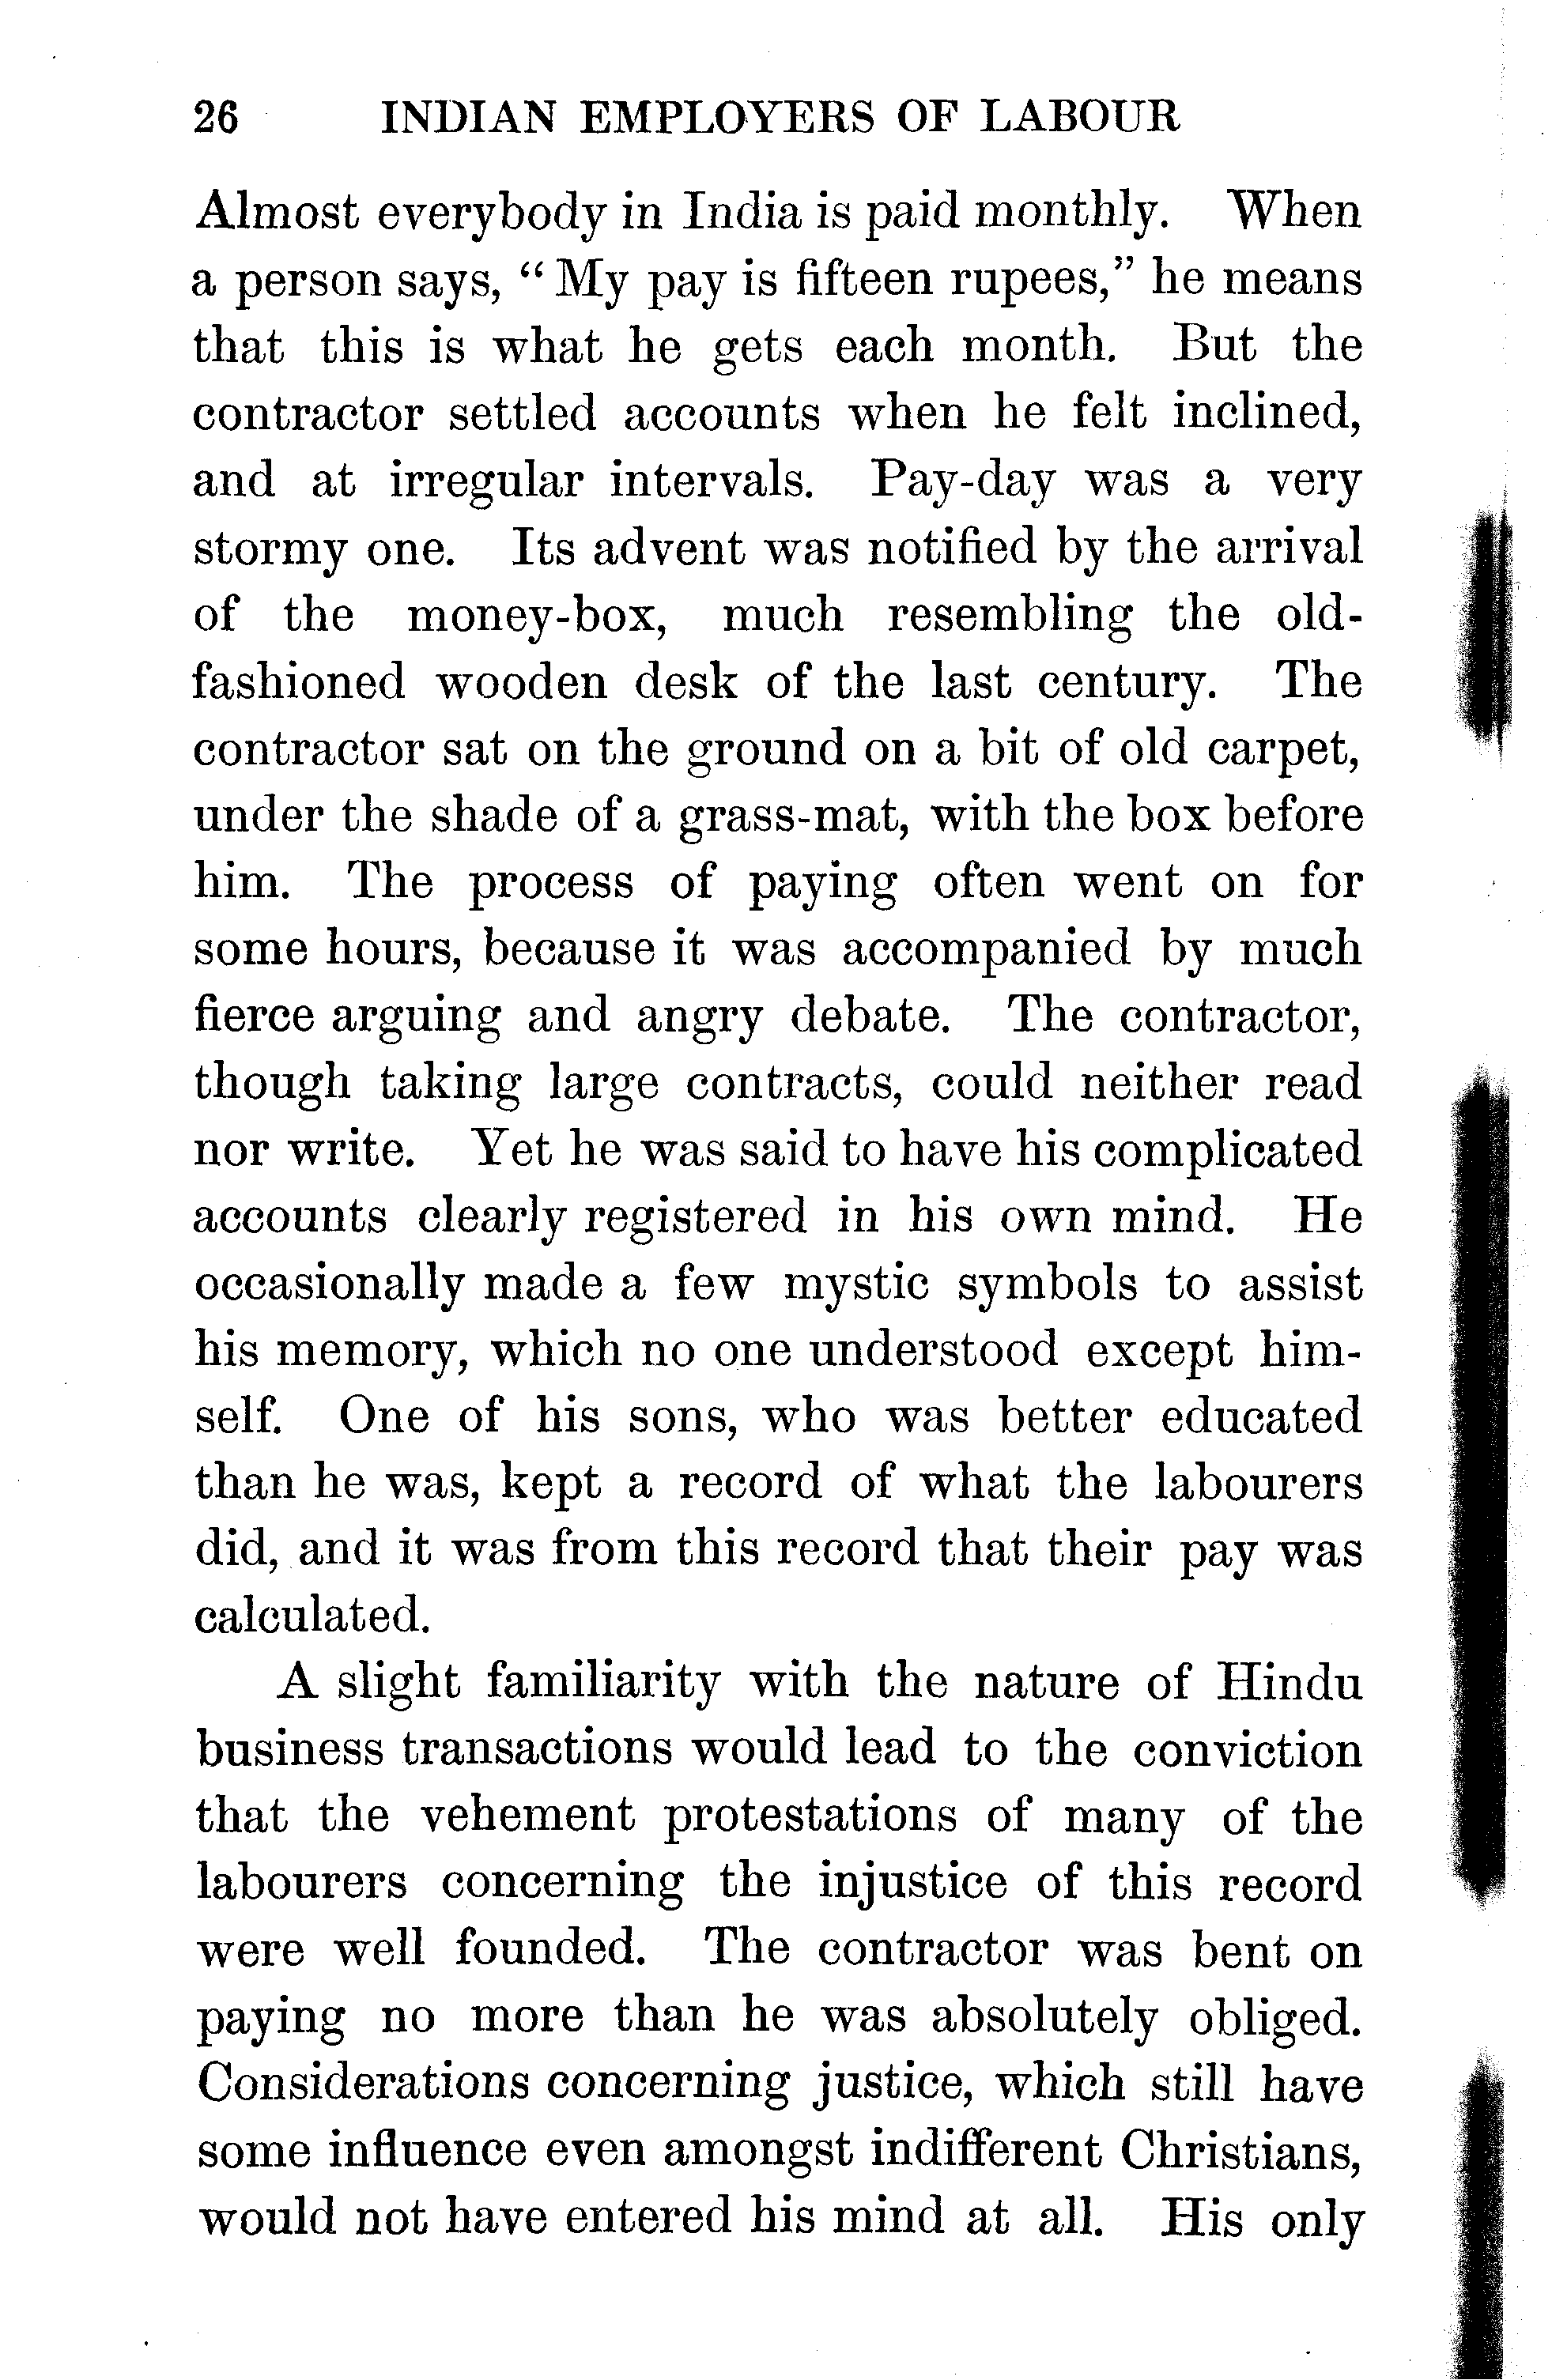 26 INDIAN EMPLOYERS OF LABOUR
Almost everybody in India is paid monthly. When
a person says, “My pay is fifteen rupees,” he means
that this is what he gets each month. But the
contractor settled accounts when he felt inclined,
and at irregular intervals. Pay-day was a very
stormy one. Its advent was notified by the arrival
of the money-box, much resembling the old-
fashioned wooden desk of the last century. The
contractor sat on the ground on a bit of old carpet,
under the shade of a grass-mat, with the box before
him. The process of paying often went on for
some hours, because it was accompanied by much
fierce arguing and angry debate. The contractor,
though taking large contracts, could neither read
nor write. Yet he was said to have his complicated
accounts clearly registered in his own mind. He
occasionally made a few mystic symbols to assist
his memory, which no one understood except him-
self. One of his sons, who was better educated
than he was, kept a record of what the labourers
did, and it was from this record that their pay was
calculated.
A slight familiarity with the nature of Hindu
business transactions would lead to the conviction
that the vehement protestations of many of the
labourers concerning the injustice of this record
were well founded. The contractor was bent on
paying no more than he was absolutely obliged.
Considerations concerning justice, which still have
some influence even amongst indifferent Christians,
would not have entered his mind at all. His only